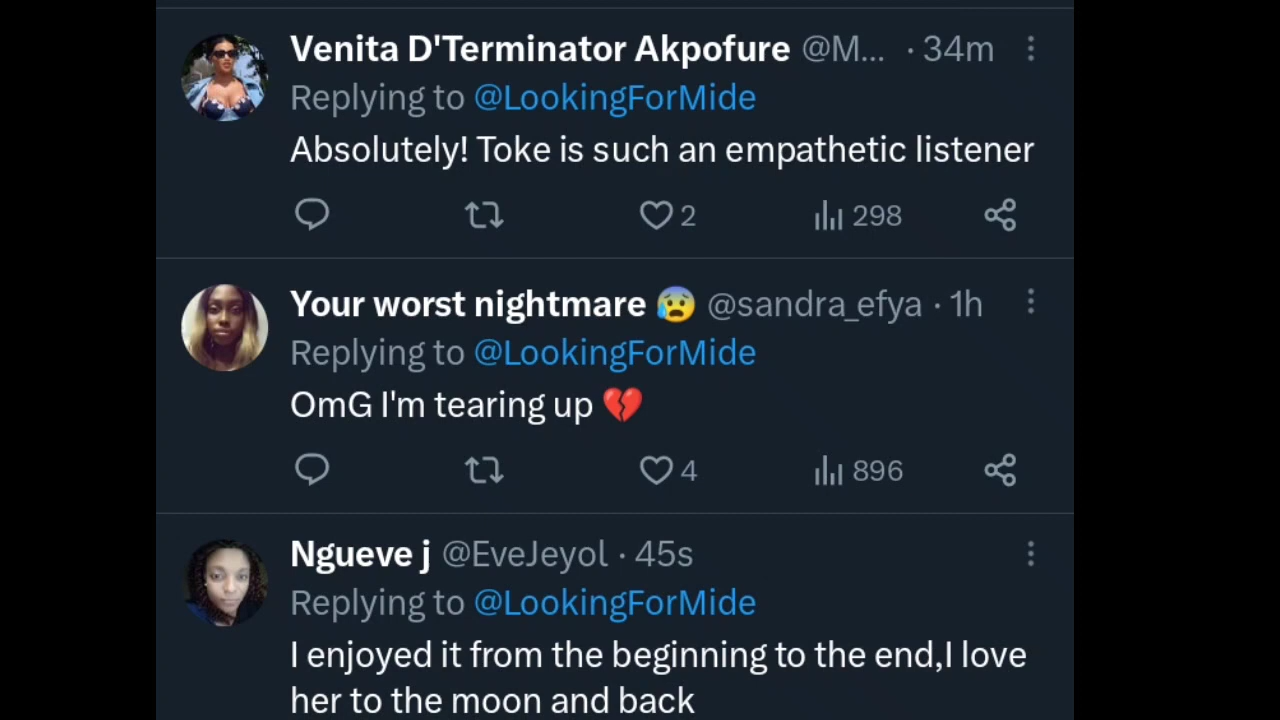 Venita D'Terminator Akpofure @M... · 34m
Replying to @LookingForMide
Absolutely! Toke is such an empathetic listener
2 298
Your worst nightmare 😰 @sandra_efya · 1h
Replying to @LookingForMide
OmG I'm tearing up 💔
4 896
Ngueve j @EveJeyol · 45s
Replying to @LookingForMide
I enjoyed it from the beginning to the end,I love
her to the moon and back